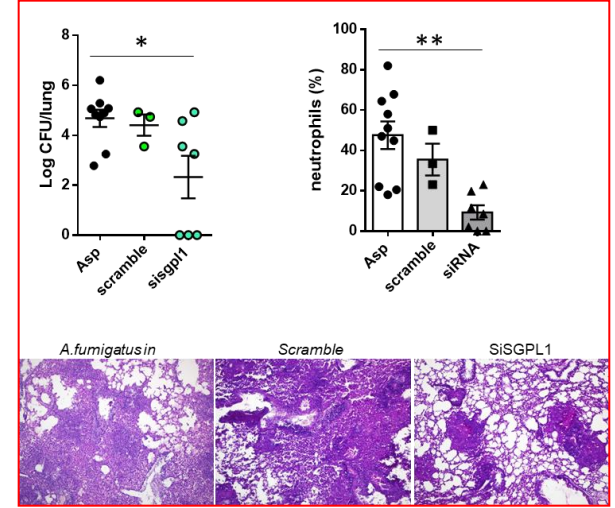 8
6
4
2
0
Log CFU/lung
*
Asp
scramble
sisgpl1
100
80
60
40
20
0
neutrophils (%)
**
Asp
scramble
siRNA
A.fumigatus in
Scramble
SiSGPL1